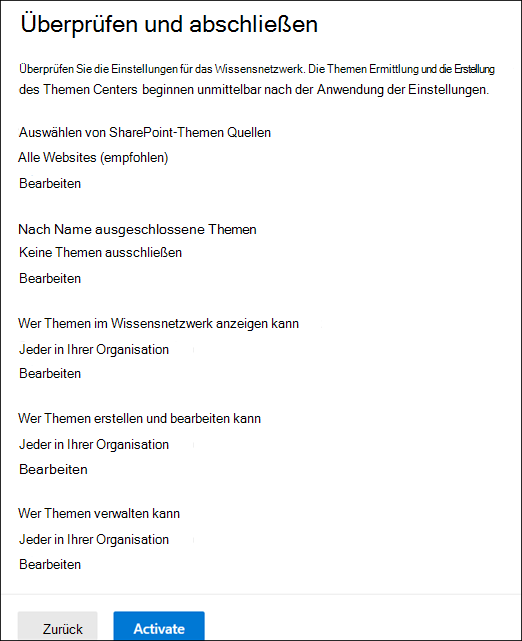 Überprüfen und abschließen
Überprüfen Sie die Einstellungen für das Wissensnetzwerk. Die Themen Ermittlung und die Erstellung
des Themen Centers beginnen unmittelbar nach der Anwendung der Einstellungen.
Auswählen von SharePoint-Themen Quellen
Alle Websites (empfohlen)
Bearbeiten
Nach Name ausgeschlossene Themen
Keine Themen ausschließen
Bearbeiten
Wer Themen im Wissensnetzwerk anzeigen kann
Jeder in Ihrer Organisation
Bearbeiten
Wer Themen erstellen und bearbeiten kann
Jeder in Ihrer Organisation
Bearbeiten
Wer Themen verwalten kann
Jeder in Ihrer Organisation
Bearbeiten
Zurück Activate